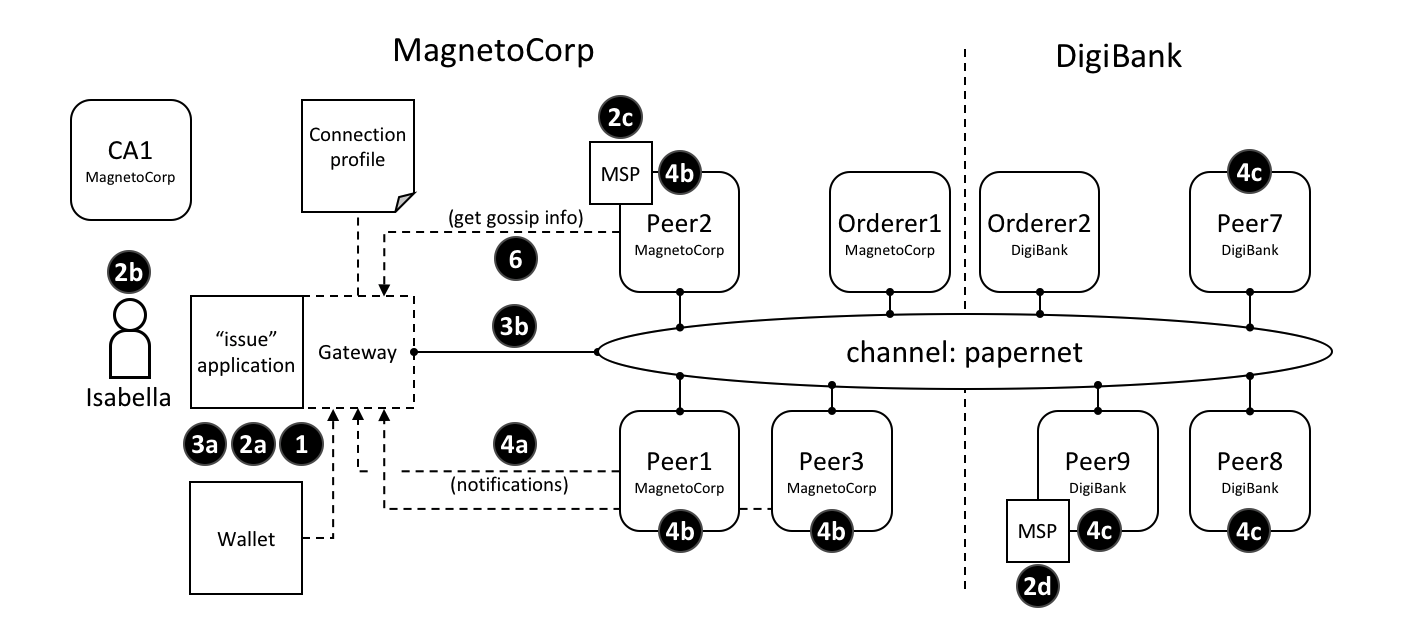 MagnetoCorp
DigiBank
CA1
MagnetoCorp
Connection
profile
2c
MSP
4b
Peer2
MagnetoCorp
Orderer1
MagnetoCorp
Orderer2
DigiBank
4c
Peer7
DigiBank
(get gossip info)
6
2b
Isabella
“issue”
application
Gateway
3b
channel: papernet
3a
2a
1
4a
(notifications)
Peer1
MagnetoCorp
4b
Peer3
MagnetoCorp
4b
Peer9
DigiBank
MSP
4c
2d
Peer8
DigiBank
4c
Wallet